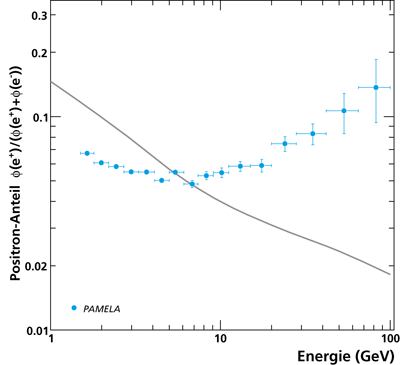 Positron-Anteil ϕ(e⁺)/(ϕ(e⁺)+ϕ(e⁻))
0.3
0.2
0.1
0.02
0.01
PAMELA
1
10
100
Energie (GeV)